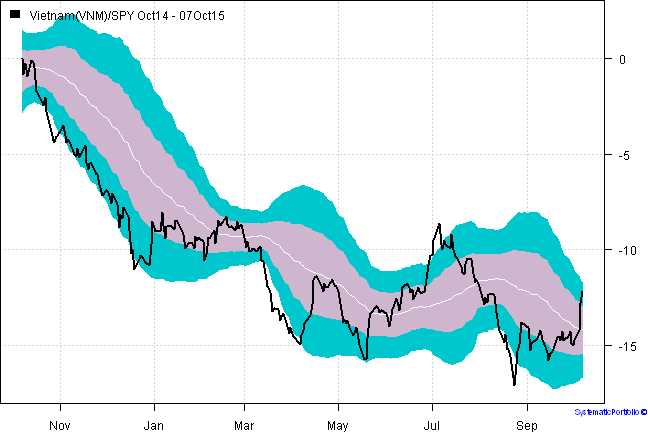 Vietnam(VNM)/SPY Oct14 - 07Oct15
0
-5
-10
-15
Nov Jan Mar May Jul Sep
SystematicPortfolio ©